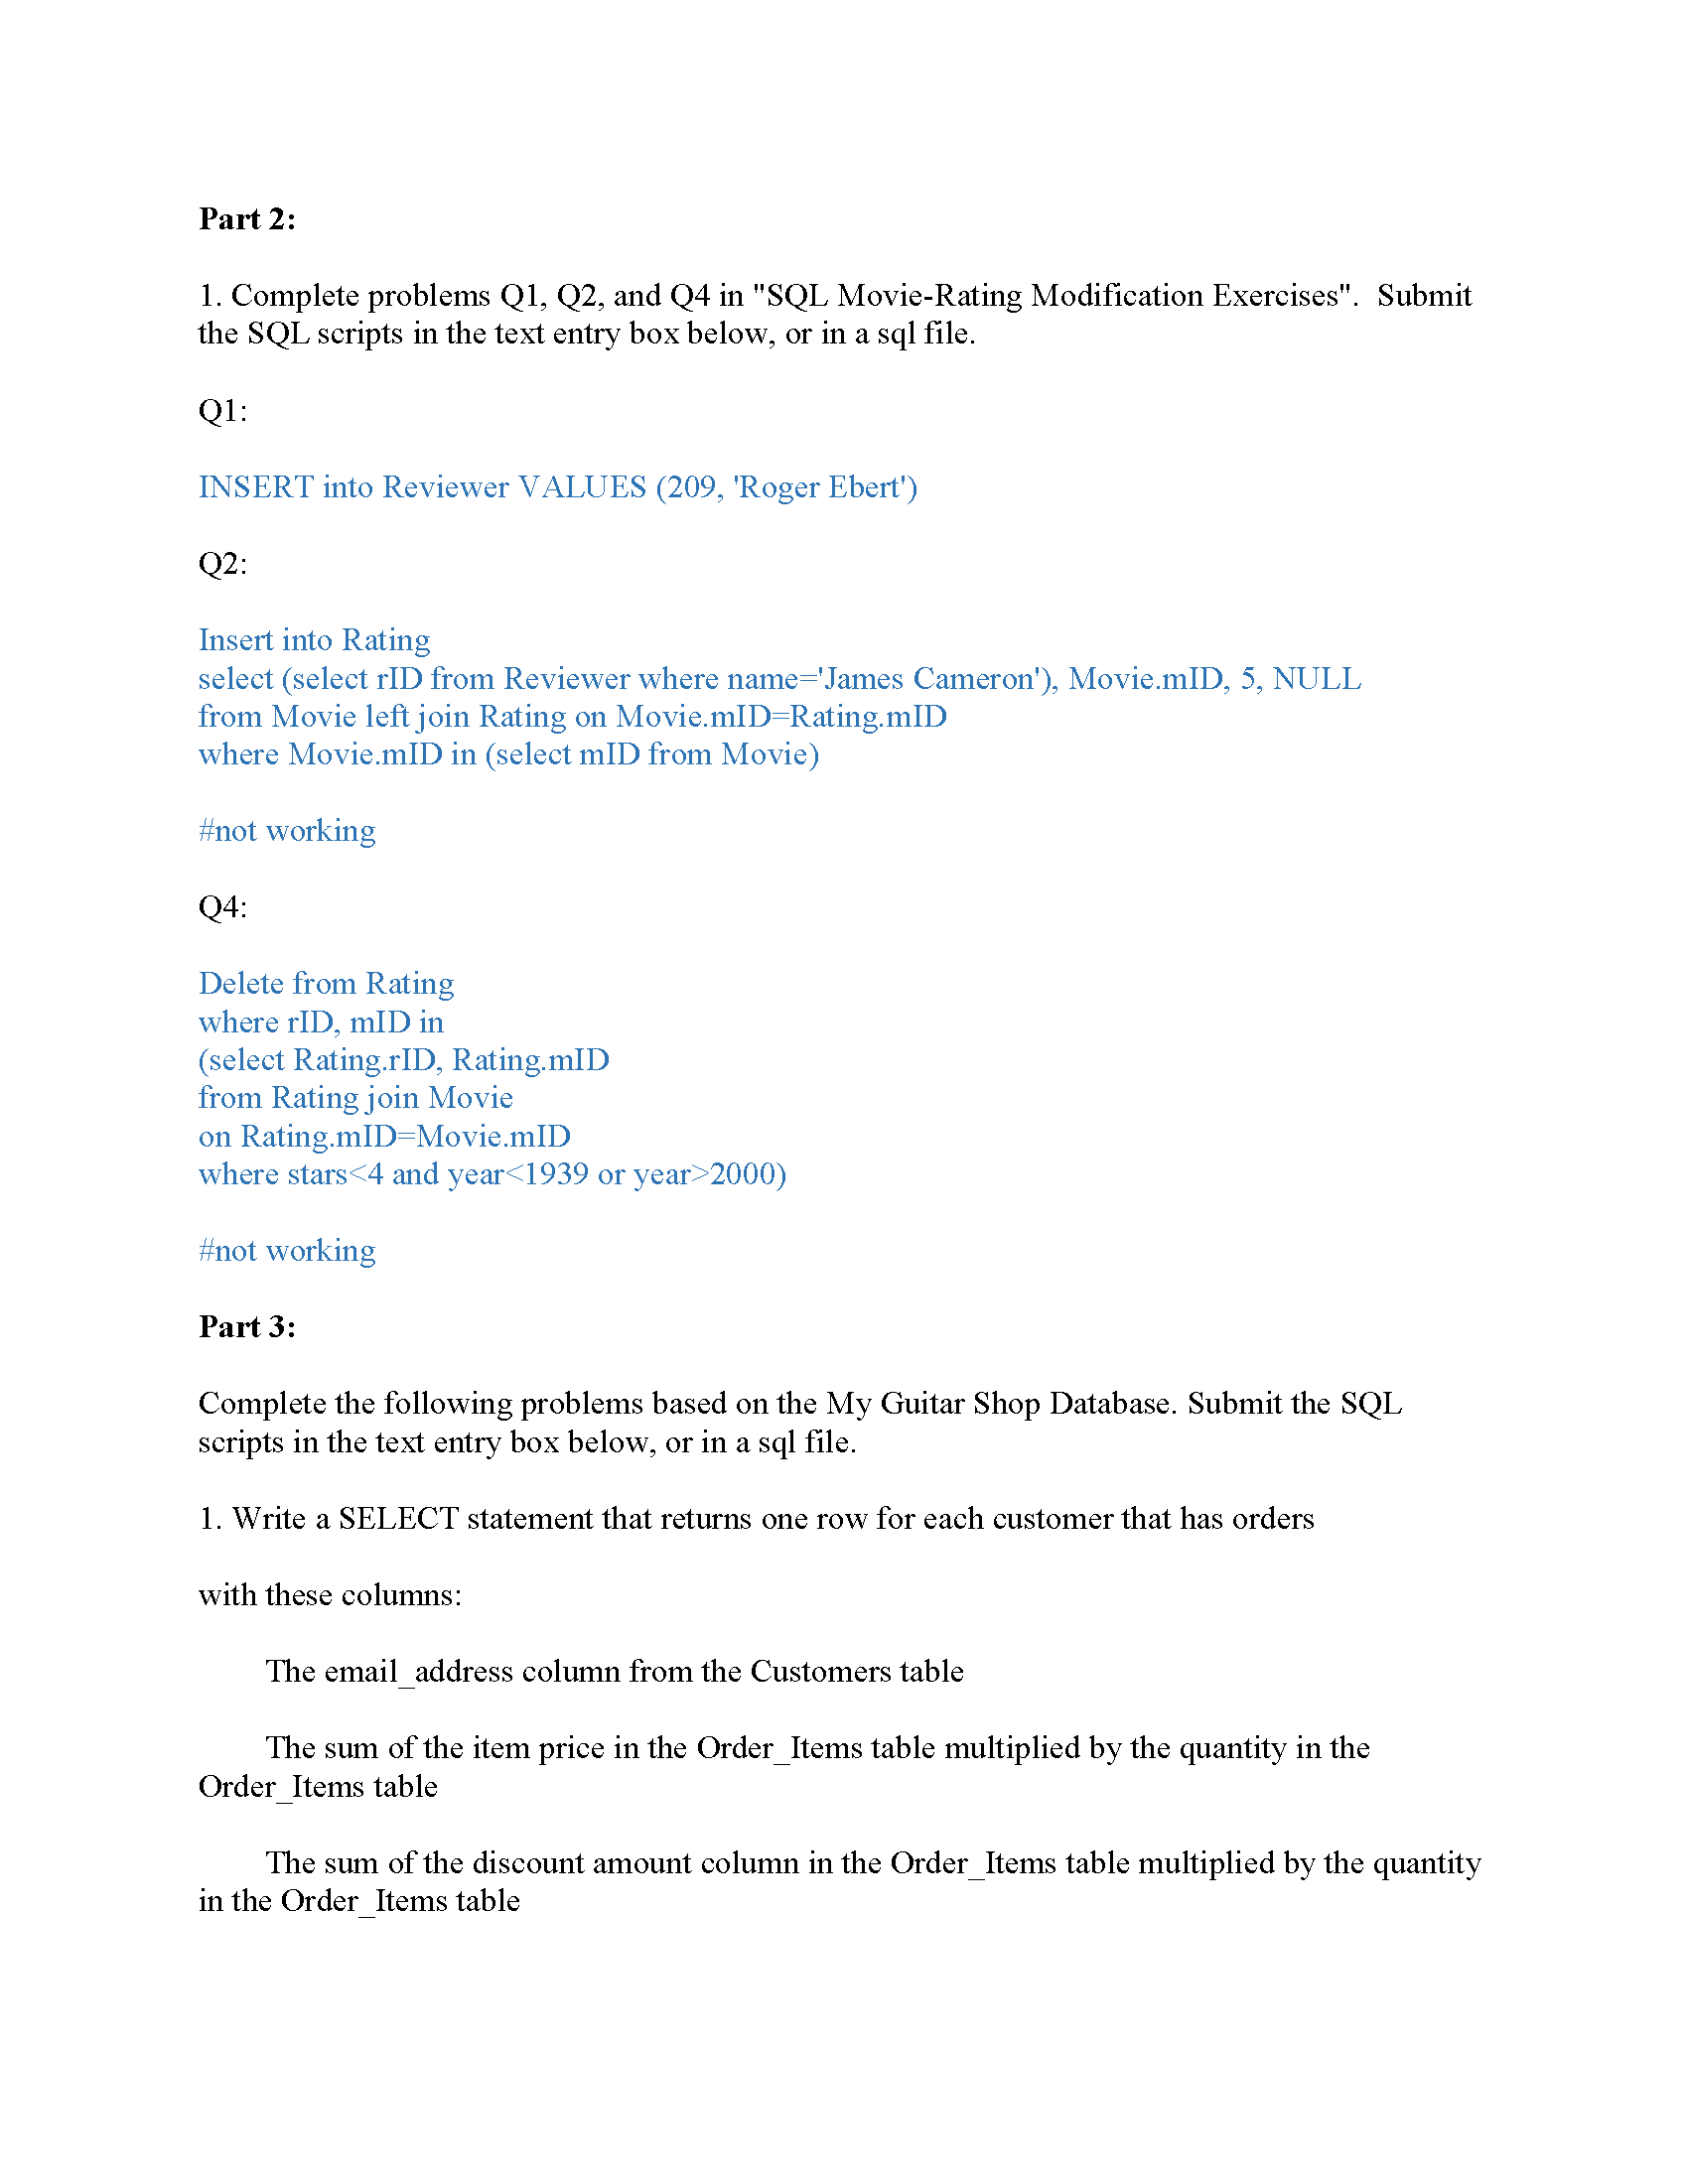 Part 2:
1. Complete problems Q1, Q2, and Q4 in "SQL Movie-Rating Modification Exercises".  Submit
the SQL scripts in the text entry box below, or in a sql file.
Q1:
INSERT into Reviewer VALUES (209, 'Roger Ebert')
Q2:
Insert into Rating
select (select rID from Reviewer where name='James Cameron'), Movie.mID, 5, NULL
from Movie left join Rating on Movie.mID=Rating.mID
where Movie.mID in (select mID from Movie)
#not working
Q4:
Delete from Rating
where rID, mID in
(select Rating.rID, Rating.mID
from Rating join Movie
on Rating.mID=Movie.mID
where stars<4 and year<1939 or year>2000)
#not working
Part 3:
Complete the following problems based on the My Guitar Shop Database. Submit the SQL
scripts in the text entry box below, or in a sql file.
1. Write a SELECT statement that returns one row for each customer that has orders
with these columns:
The email_address column from the Customers table
The sum of the item price in the Order_Items table multiplied by the quantity in the
Order_Items table
The sum of the discount amount column in the Order_Items table multiplied by the quantity
in the Order_Items table